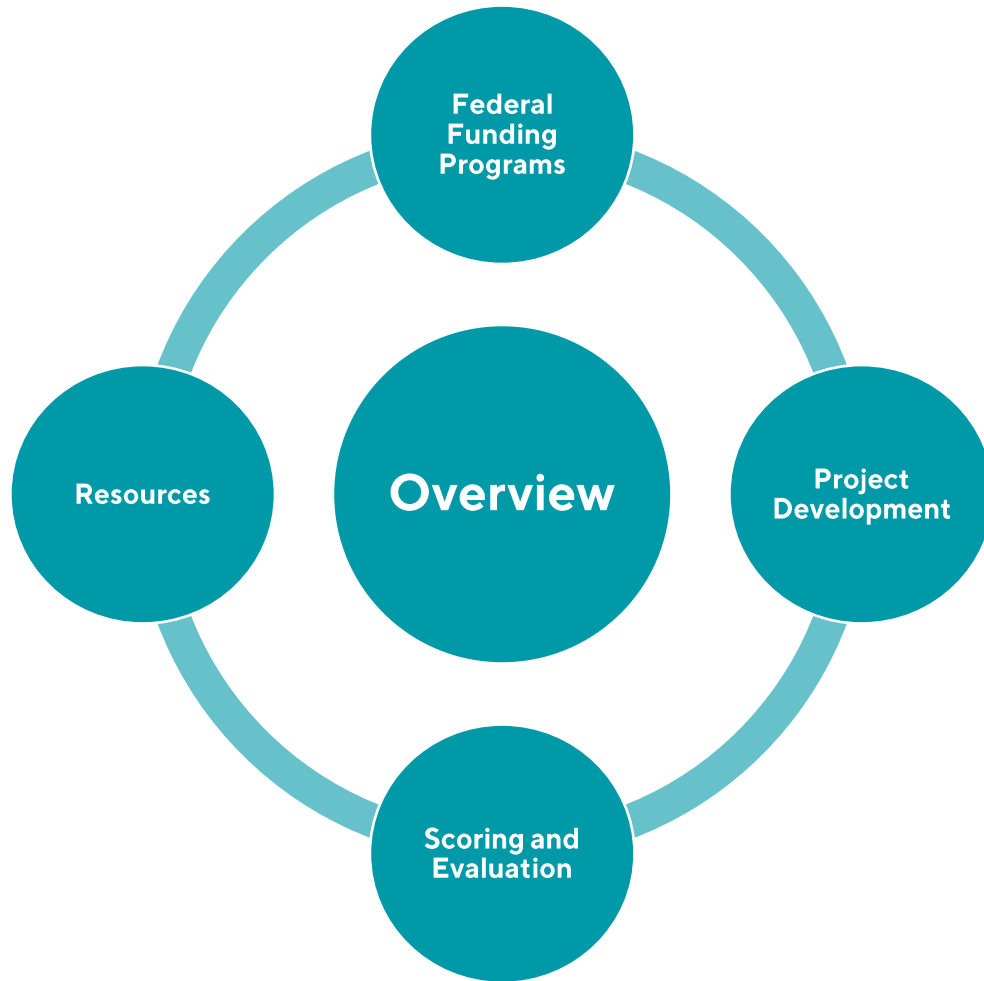 Federal
Funding
Programs
Resources
Overview
Project
Development
Scoring and
Evaluation